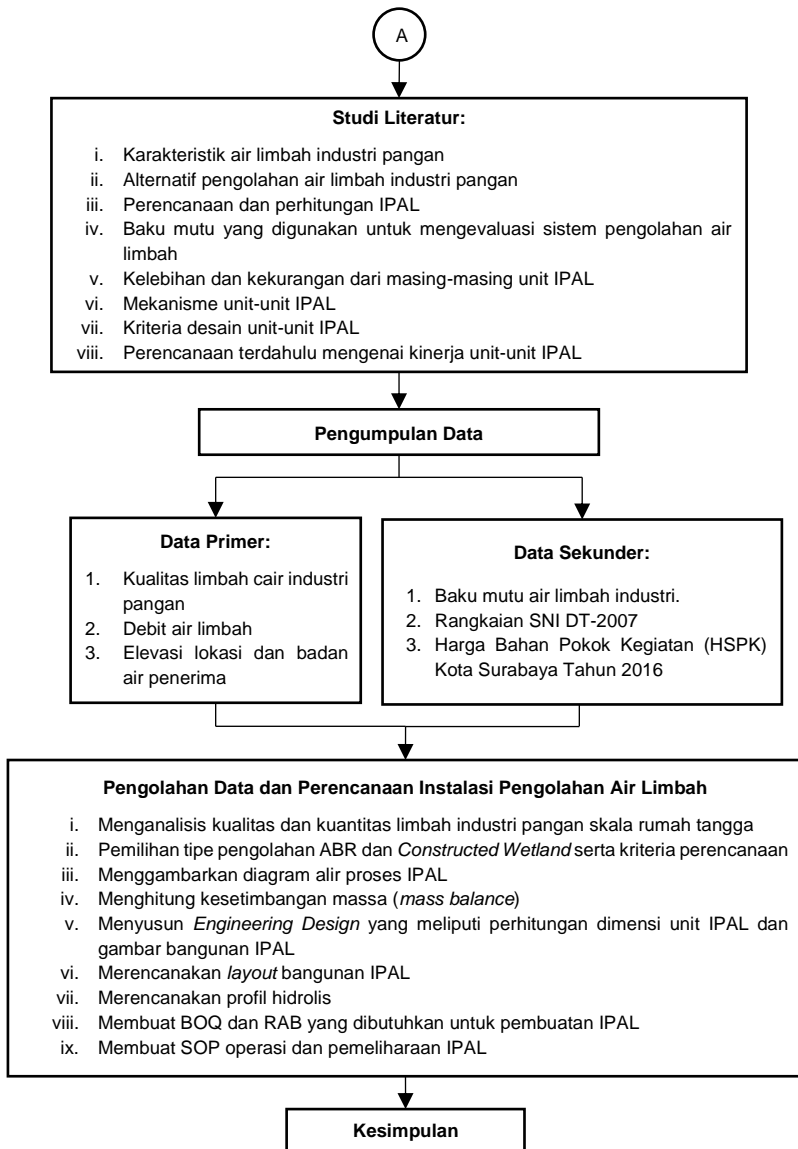 A
Studi Literatur:
i. Karakteristik air limbah industri pangan
ii. Alternatif pengolahan air limbah industri pangan
iii. Perencanaan dan perhitungan IPAL
iv. Baku mutu yang digunakan untuk mengevaluasi sistem pengolahan air
limbah
v. Kelebihan dan kekurangan dari masing-masing unit IPAL
vi. Mekanisme unit-unit IPAL
vii. Kriteria desain unit-unit IPAL
viii. Perencanaan terdahulu mengenai kinerja unit-unit IPAL
Pengumpulan Data
Data Primer:
1. Kualitas limbah cair industri
pangan
2. Debit air limbah
3. Elevasi lokasi dan badan
air penerima
Data Sekunder:
1. Baku mutu air limbah industri.
2. Rangkaian SNI DT-2007
3. Harga Bahan Pokok Kegiatan (HSPK)
Kota Surabaya Tahun 2016
Pengolahan Data dan Perencanaan Instalasi Pengolahan Air Limbah
i. Menganalisis kualitas dan kuantitas limbah industri pangan skala rumah tangga
ii. Pemilihan tipe pengolahan ABR dan Constructed Wetland serta kriteria perencanaan
iii. Menggambarkan diagram alir proses IPAL
iv. Menghitung kesetimbangan massa (mass balance)
v. Menyusun Engineering Design yang meliputi perhitungan dimensi unit IPAL dan
gambar bangunan IPAL
vi. Merencanakan layout bangunan IPAL
vii. Merencanakan profil hidrolis
viii. Membuat BOQ dan RAB yang dibutuhkan untuk pembuatan IPAL
ix. Membuat SOP operasi dan pemeliharaan IPAL
Kesimpulan